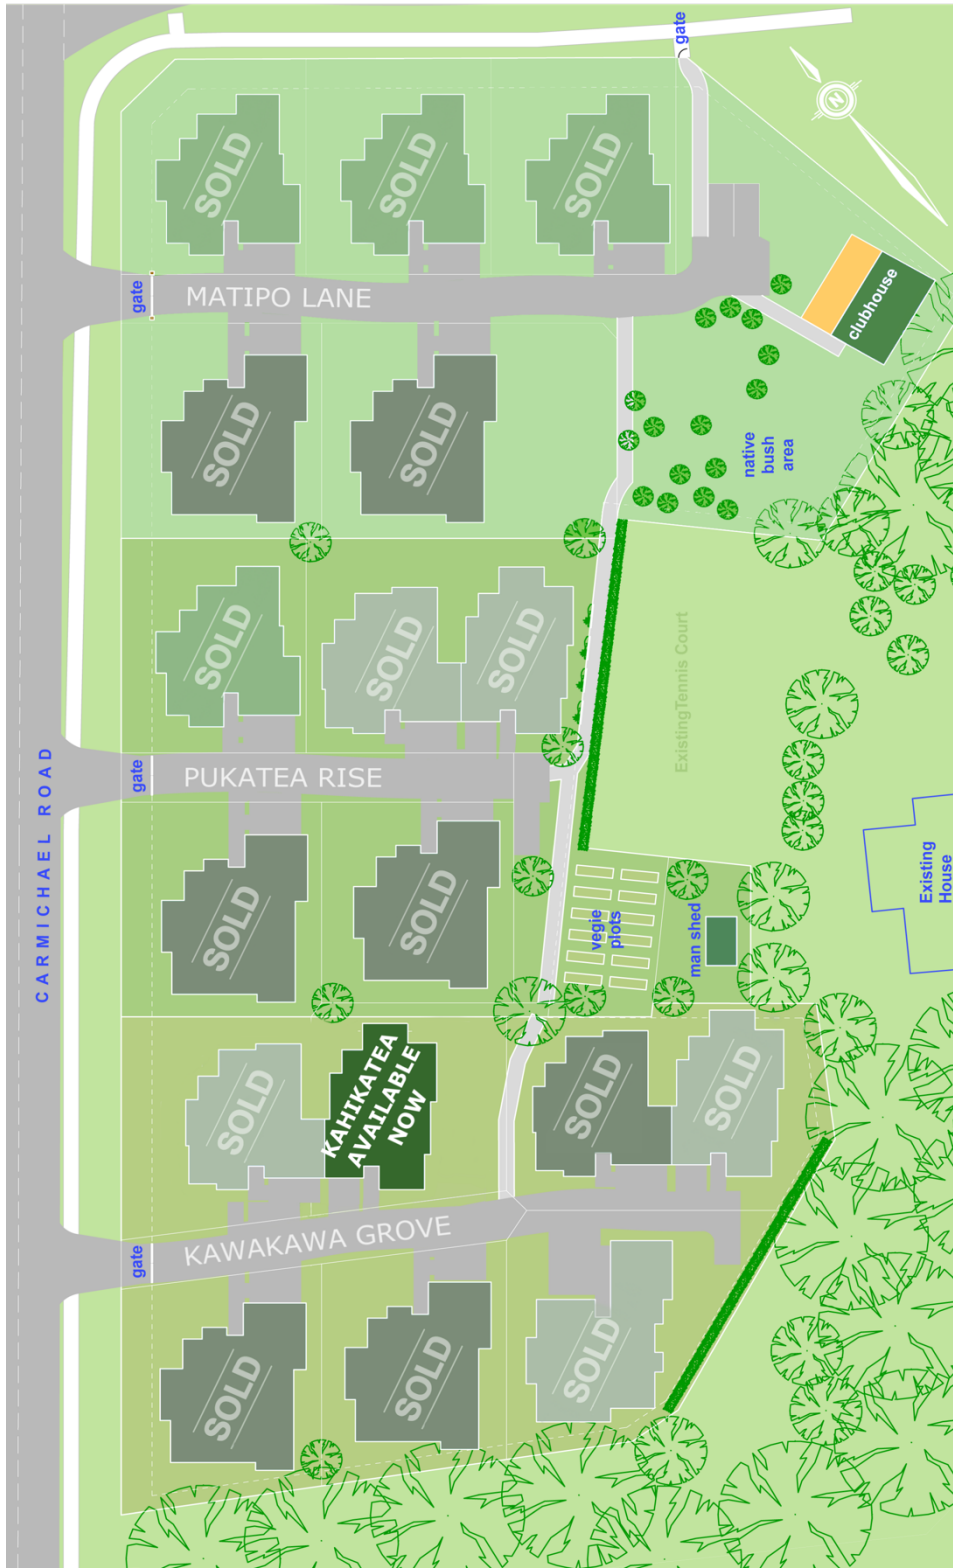 gate
N
SOLD
SOLD
SOLD
gate
MATIPO LANE
clubhouse
SOLD
SOLD
native
bush
area
SOLD
SOLD
SOLD
ExistingTennis Court
CARMICHAEL ROAD
gate
PUKATEA RISE
SOLD
SOLD
vegie
plots
man shed
Existing
House
SOLD
KAHIKATEA
AVAILABLE
NOW
SOLD
SOLD
gate
KAWAKAWA GROVE
SOLD
SOLD
SOLD